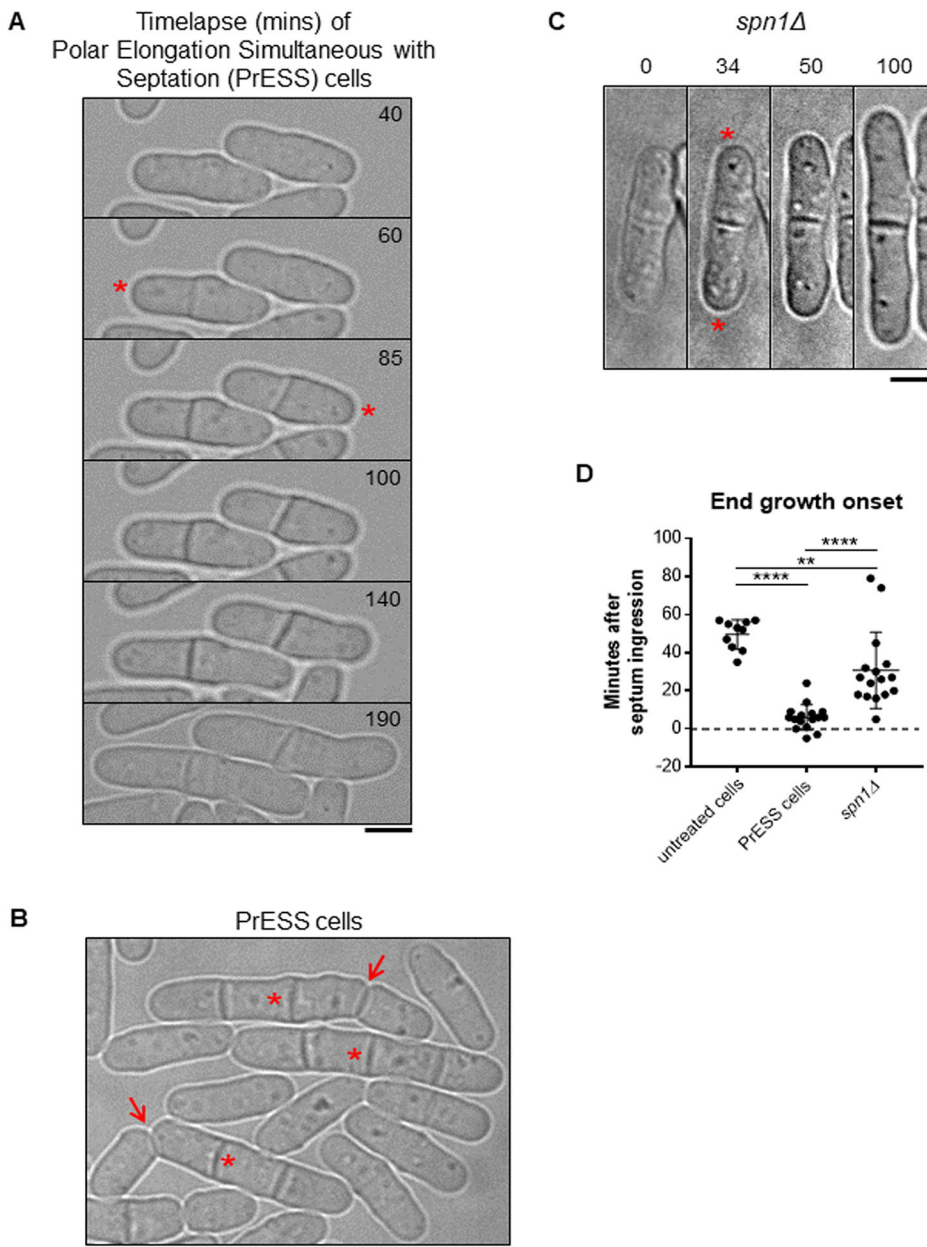 A
Timelapse (mins) of
Polar Elongation Simultaneous with
Septation (PrESS) cells
40
60
*
85
*
100
140
190
B
PrESS cells
*
*
*
C
spn1Δ
0 34 50 100
*
*
D
End growth onset
Minutes after
septum ingression
100
80
60
40
20
0
-20
****
**
****
untreated cells
PrESS cells
spn1Δ